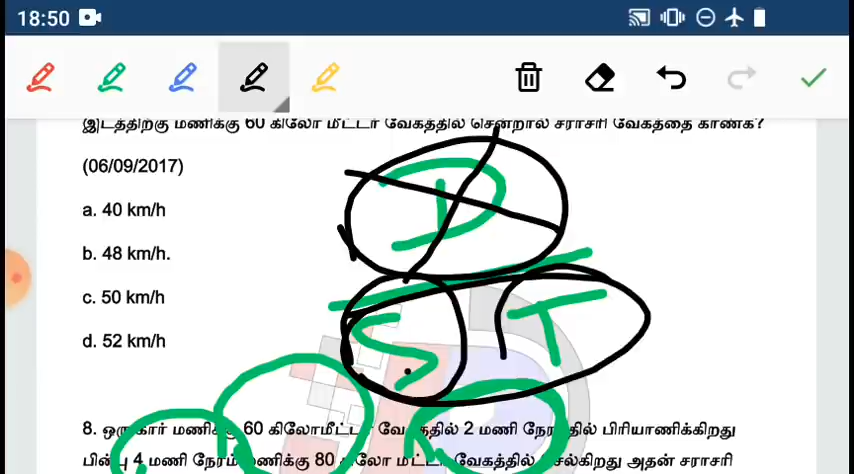 18:50
இடத்திற்கு மணிக்கு 60 கிலோ மீட்டர் வேகத்தில் சென்றால் சராசரி வேகத்தை காண்க?
(06/09/2017)
a. 40 km/h
D
b. 48 km/h.
c. 50 km/h
S T
d. 52 km/h
8. ஒரு கார் மணிக்கு 60 கிலோமீட்டர் வேகத்தில் 2 மணி நேரத்தில் பிரியாணிக்கிறது
பின்பு 4 மணி நேரம் மணிக்கு 80 கிலோ மீட்டர் வேகத்தில் செல்கிறது அதன் சராசரி